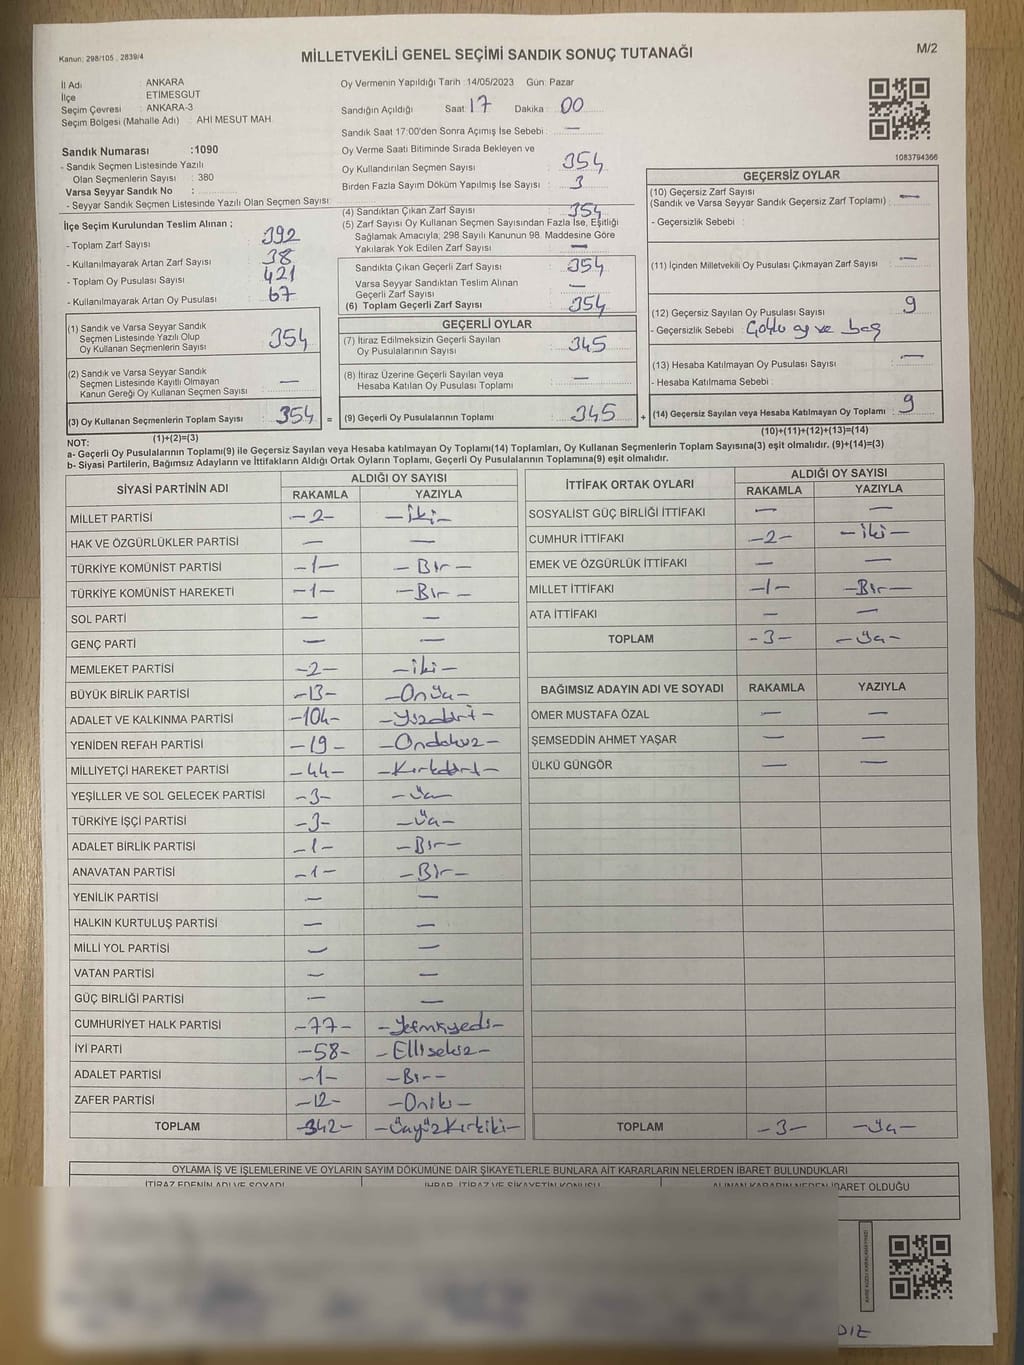 Kanun: 298/105 , 2839/4
MİLLETVEKİLİ GENEL SEÇİMİ SANDIK SONUÇ TUTANAĞI
M/2
İl Adı : ANKARA
İlçe : ETİMESGUT
Seçim Çevresi : ANKARA-3
Seçim Bölgesi (Mahalle Adı) : AHİ MESUT MAH.
Sandık Numarası :1090
- Sandık Seçmen Listesinde Yazılı
Olan Seçmenlerin Sayısı : 380
Varsa Seyyar Sandık No :
- Seyyar Sandık Seçmen Listesinde Yazılı Olan Seçmen Sayısı:
Oy Vermenin Yapıldığı Tarih :14/05/2023 Gün: Pazar
Sandığın Açıldığı Saat 17 Dakika : 00
Sandık Saat 17:00'den Sonra Açımış İse Sebebi : —
Oy Verme Saati Bitiminde Sırada Bekleyen ve
Oy Kullandırılan Seçmen Sayısı : 354
Birden Fazla Sayım Döküm Yapılmış İse Sayısı : 3
1083794366
İlçe Seçim Kurulundan Teslim Alınan ;
- Toplam Zarf Sayısı : 392
- Kullanılmayarak Artan Zarf Sayısı : 38
- Toplam Oy Pusulası Sayısı : 421
- Kullanılmayarak Artan Oy Pusulası : 67
(4) Sandıktan Çıkan Zarf Sayısı : 354
(5) Zarf Sayısı Oy Kullanan Seçmen Sayısından Fazla İse, Eşitliği
Sağlamak Amacıyla, 298 Sayılı Kanunun 98. Maddesine Göre
Yakılarak Yok Edilen Zarf Sayısı : —
Sandıkta Çıkan Geçerli Zarf Sayısı : 354
Varsa Seyyar Sandıktan Teslim Alınan
Geçerli Zarf Sayısı : —
(6) Toplam Geçerli Zarf Sayısı : 354
GEÇERSİZ OYLAR
(10) Geçersiz Zarf Sayısı
(Sandık ve Varsa Seyyar Sandık Geçersiz Zarf Toplamı) : —
- Geçersizlik Sebebi :
(11) İçinden Milletvekili Oy Pusulası Çıkmayan Zarf Sayısı : —
(12) Geçersiz Sayılan Oy Pusulası Sayısı : 9
- Geçersizlik Sebebi : Çoklu oy ve boş
(13) Hesaba Katılmayan Oy Pusulası Sayısı : —
- Hesaba Katılmama Sebebi :
(14) Geçersiz Sayılan veya Hesaba Katılmayan Oy Toplamı : 9
(10)+(11)+(12)+(13)=(14)
(1) Sandık ve Varsa Seyyar Sandık
Seçmen Listesinde Yazılı Olup
Oy Kullanan Seçmenlerin Sayısı : 354
(2) Sandık ve Varsa Seyyar Sandık
Seçmen Listesinde Kayıtlı Olmayan
Kanun Gereği Oy Kullanan Seçmen Sayısı : —
(3) Oy Kullanan Seçmenlerin Toplam Sayısı : 354 =
(1)+(2)=(3)
GEÇERLİ OYLAR
(7) İtiraz Edilmeksizin Geçerli Sayılan
Oy Pusulalarının Sayısı : 345
(8) İtiraz Üzerine Geçerli Sayılan veya
Hesaba Katılan Oy Pusulası Toplamı : —
(9) Geçerli Oy Pusulalarının Toplamı : 345 +
NOT:
a- Geçerli Oy Pusulalarının Toplamı(9) ile Geçersiz Sayılan veya Hesaba katılmayan Oy Toplamı(14) Toplamları, Oy Kullanan Seçmenlerin Toplam Sayısına(3) eşit olmalıdır. (9)+(14)=(3)
b- Siyasi Partilerin, Bağımsız Adayların ve İttifakların Aldığı Ortak Oyların Toplamı, Geçerli Oy Pusulalarının Toplamına(9) eşit olmalıdır.
SİYASİ PARTİNİN ADI ALDIĞI OY SAYISI
RAKAMLA YAZIYLA
MİLLET PARTİSİ -2- -iki-
HAK VE ÖZGÜRLÜKLER PARTİSİ — —
TÜRKİYE KOMÜNİST PARTİSİ -1- -Bir-
TÜRKİYE KOMÜNİST HAREKETİ -1- -Bir-
SOL PARTİ — —
GENÇ PARTİ — —
MEMLEKET PARTİSİ -2- -iki-
BÜYÜK BİRLİK PARTİSİ -13- -Onüç-
ADALET VE KALKINMA PARTİSİ -104- -Yüzdört-
YENİDEN REFAH PARTİSİ -19- -Ondokuz-
MİLLİYETÇİ HAREKET PARTİSİ -44- -Kırkdört-
YEŞİLLER VE SOL GELECEK PARTİSİ -3- -Üç-
TÜRKİYE İŞÇİ PARTİSİ -3- -Üç-
ADALET BİRLİK PARTİSİ -1- -Bir-
ANAVATAN PARTİSİ -1- -Bir-
YENİLİK PARTİSİ — —
HALKIN KURTULUŞ PARTİSİ — —
MİLLİ YOL PARTİSİ — —
VATAN PARTİSİ — —
GÜÇ BİRLİĞİ PARTİSİ — —
CUMHURİYET HALK PARTİSİ -77- -Yetmişyedi-
İYİ PARTİ -58- -Ellisekiz-
ADALET PARTİSİ -1- -Bir-
ZAFER PARTİSİ -12- -Oniki-
TOPLAM -342- -Üçyüzkırkiki-
İTTİFAK ORTAK OYLARI ALDIĞI OY SAYISI
RAKAMLA YAZIYLA
SOSYALİST GÜÇ BİRLİĞİ İTTİFAKI — —
CUMHUR İTTİFAKI -2- -iki-
EMEK VE ÖZGÜRLÜK İTTİFAKI — —
MİLLET İTTİFAKI -1- -Bir-
ATA İTTİFAKI — —
TOPLAM -3- -Üç-
BAĞIMSIZ ADAYIN ADI VE SOYADI RAKAMLA YAZIYLA
ÖMER MUSTAFA ÖZAL — —
ŞEMSEDDİN AHMET YAŞAR — —
ÜLKÜ GÜNGÖR — —
TOPLAM -3- -Üç-
OYLAMA İŞ VE İŞLEMLERİNE VE OYLARIN SAYIM DÖKÜMÜNE DAİR ŞİKAYETLERLE BUNLARA AİT KARARLARIN NELERDEN İBARET BULUNDUKLARI
İTİRAZ EDENİN ADI VE SOYADI İHBAR, İTİRAZ VE ŞİKAYETİN KONUSU ALINAN KARARIN NEDEN İBARET OLDUĞU